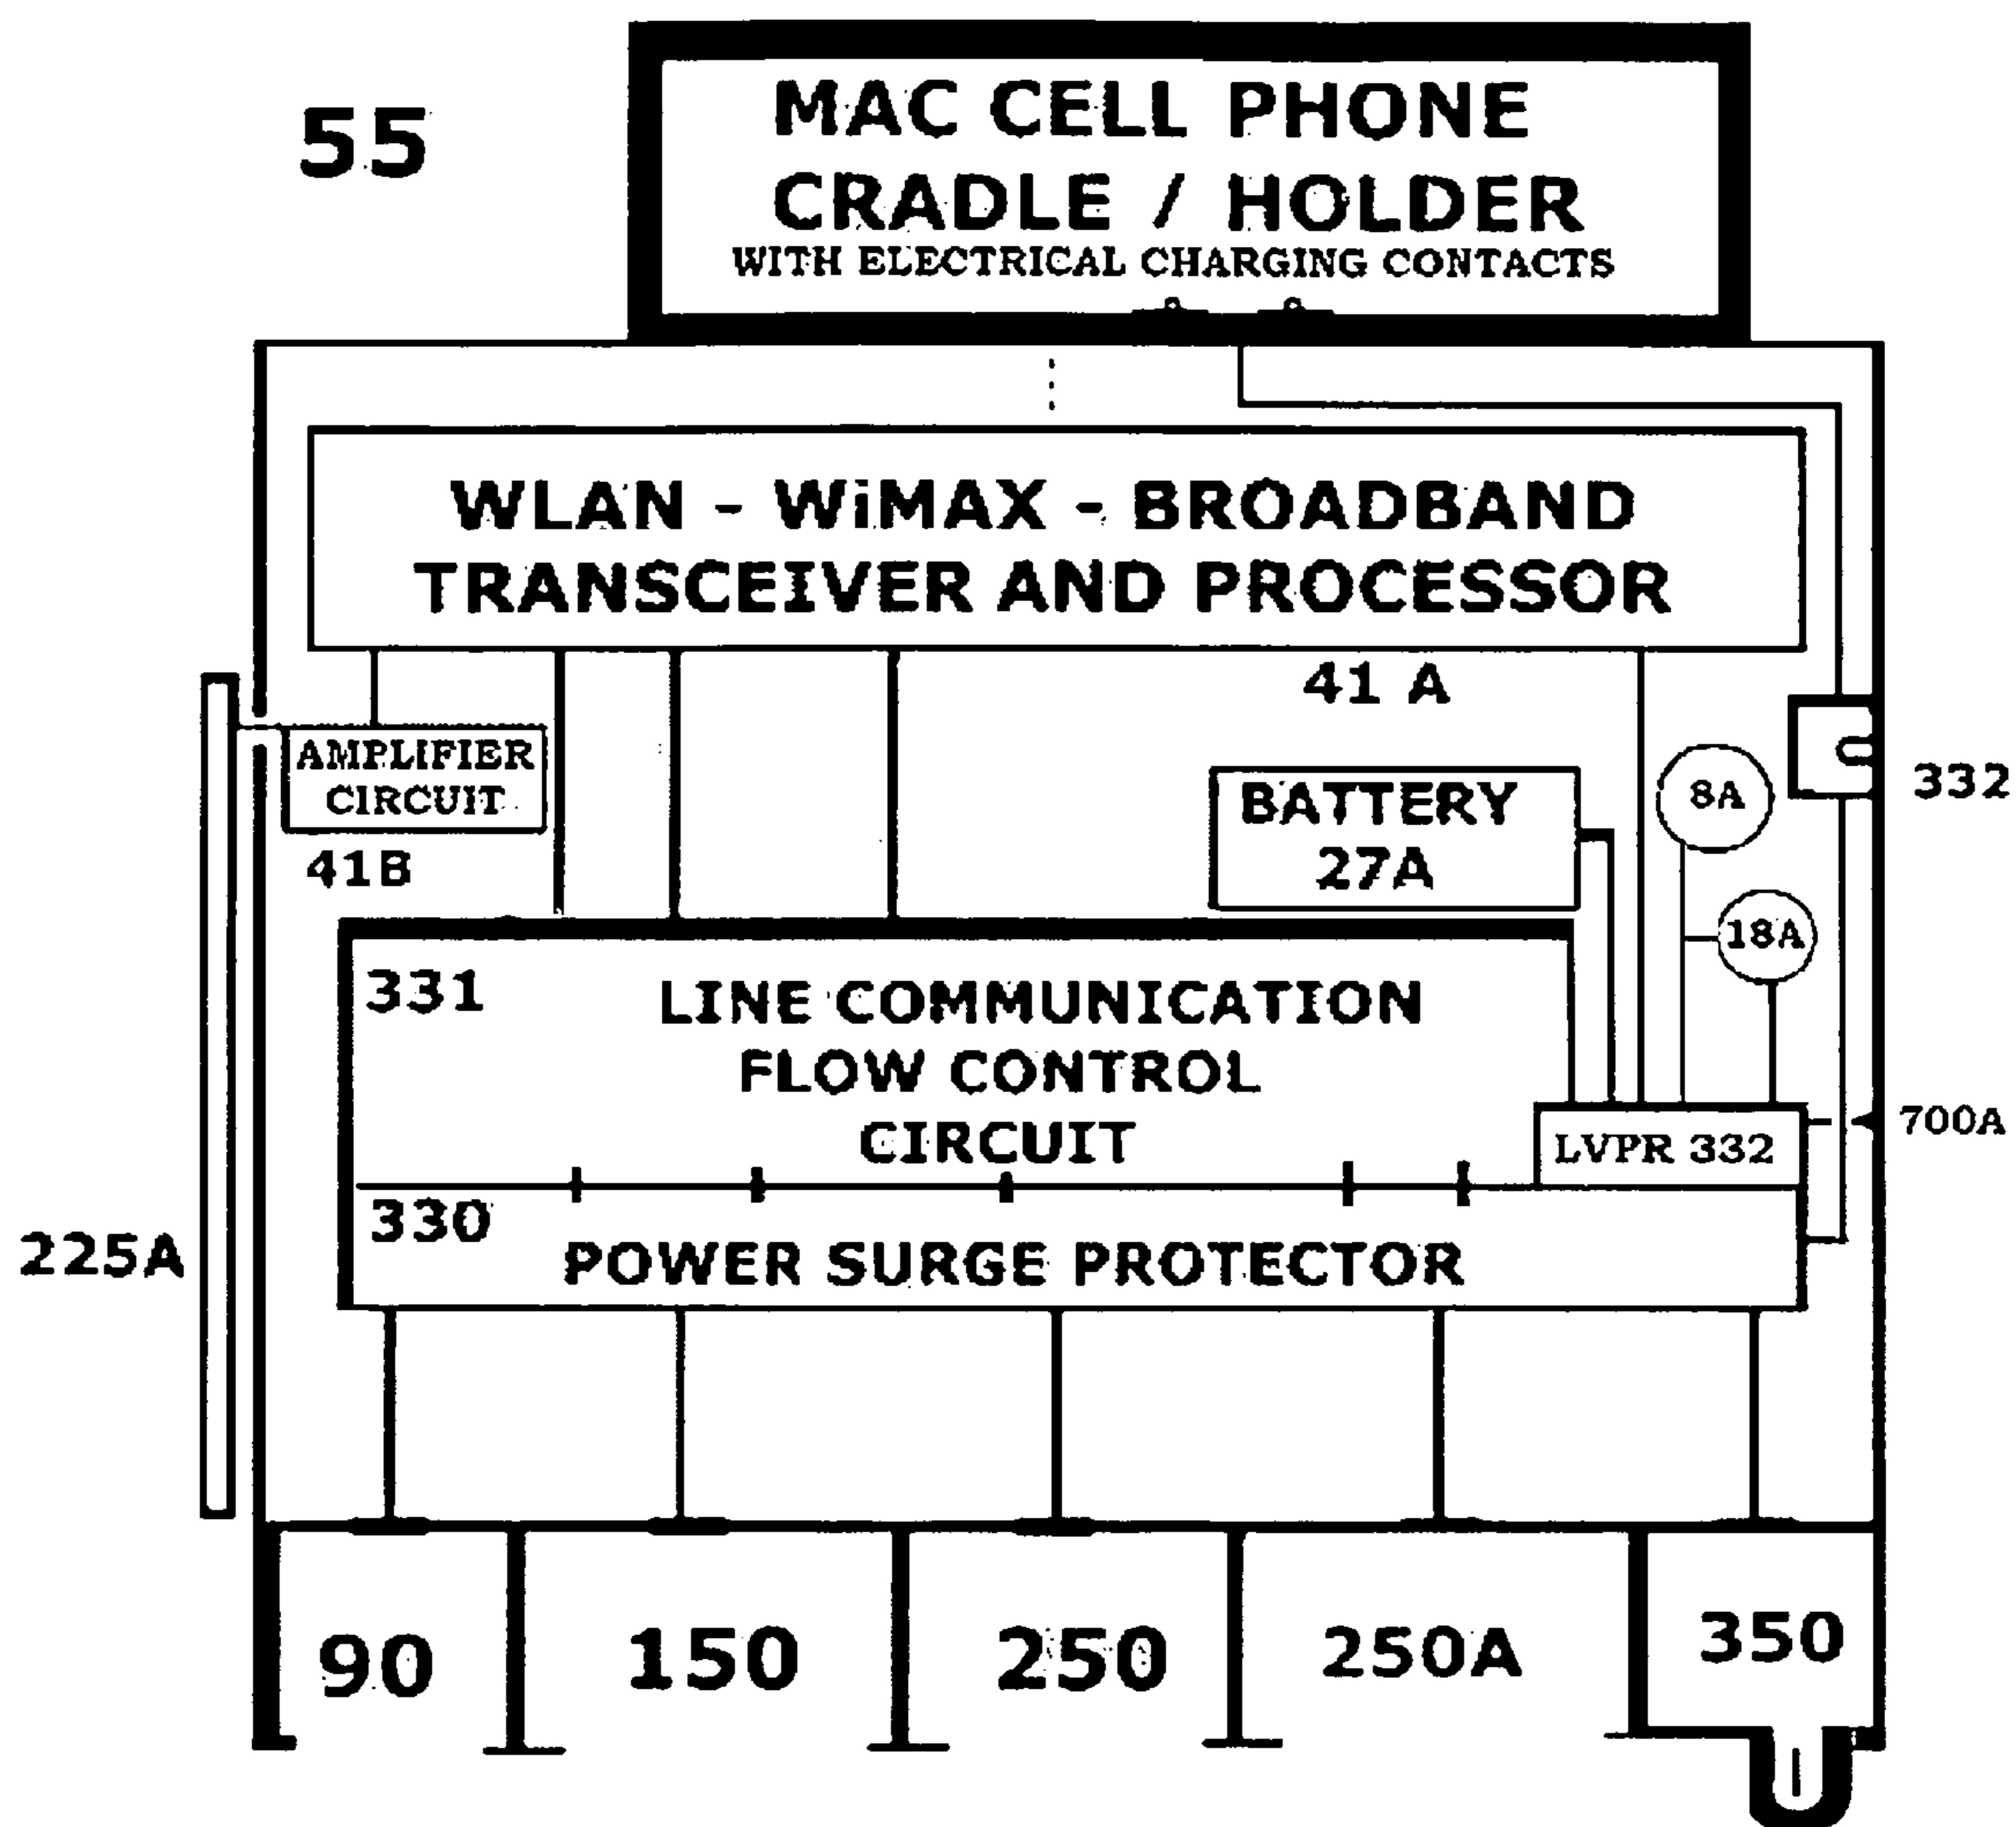 55
MAC CELL PHONE
CRADLE / HOLDER
WITH ELECTRICAL CHARGING CONTACTS
WLAN - WiMAX - BROADBAND
TRANSCEIVER AND PROCESSOR
41 A
AMPLIFIER
CIRCUIT
41B
BATTERY
27A
8A
332
18A
331
LINE COMMUNICATION
FLOW CONTROL
CIRCUIT
LVPR 332
700A
330
POWER SURGE PROTECTOR
225A
90
150
250
250A
350